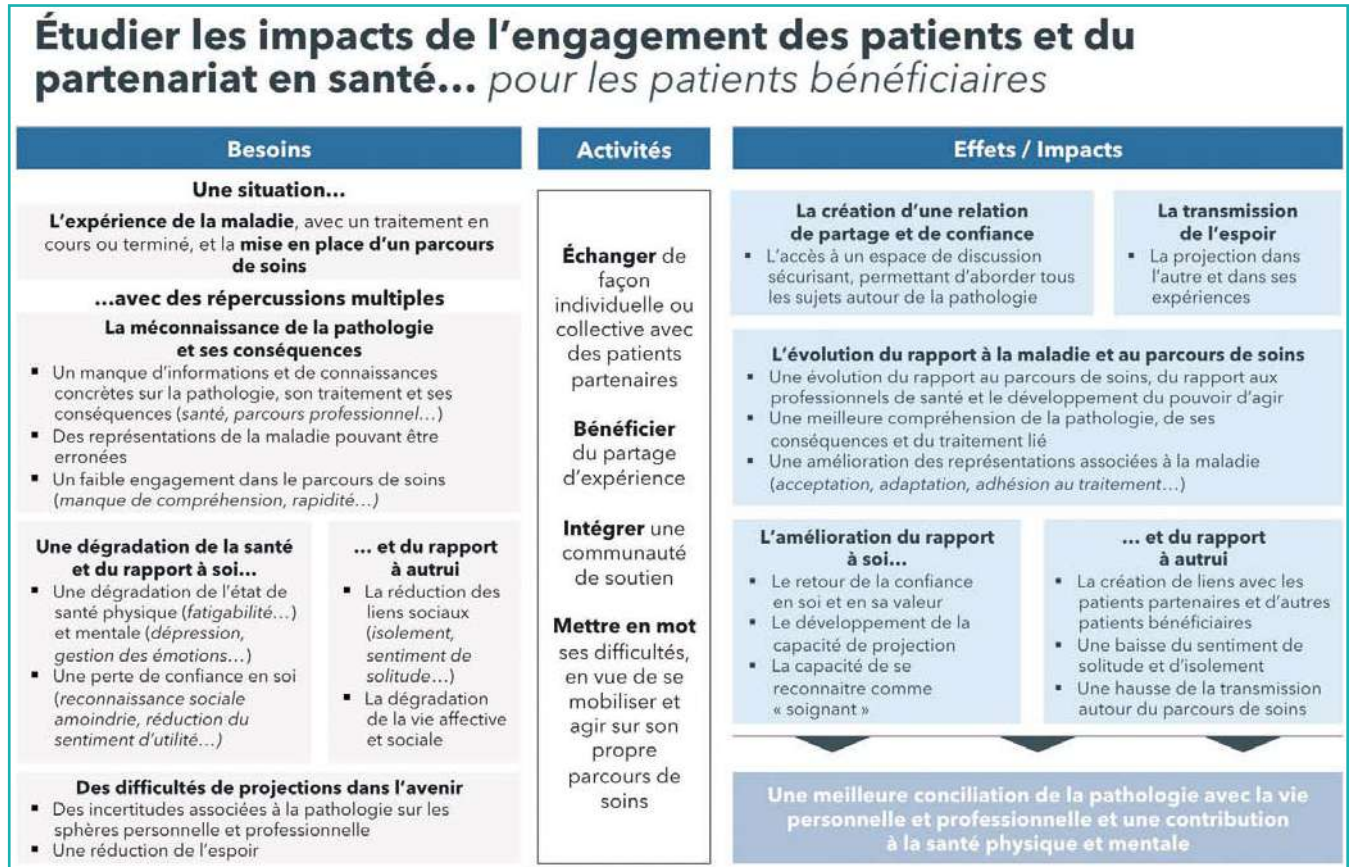 Étudier les impacts de l'engagement des patients et du
partenariat en santé... pour les patients bénéficiaires
Besoins
Une situation...
L'expérience de la maladie, avec un traitement en
cours ou terminé, et la mise en place d'un parcours
de soins
...avec des répercussions multiples
La méconnaissance de la pathologie
et ses conséquences
▪ Un manque d'informations et de connaissances
concrètes sur la pathologie, son traitement et ses
conséquences (santé, parcours professionnel...)
▪ Des représentations de la maladie pouvant être
erronées
▪ Un faible engagement dans le parcours de soins
(manque de compréhension, rapidité...)
Une dégradation de la santé
et du rapport à soi...
▪ Une dégradation de l'état de
santé physique (fatigabilité...)
et mentale (dépression,
gestion des émotions...)
▪ Une perte de confiance en soi
(reconnaissance sociale
amoindrie, réduction du
sentiment d'utilité...)
... et du rapport
à autrui
▪ La réduction des
liens sociaux
(isolement,
sentiment de
solitude...)
▪ La dégradation
de la vie affective
et sociale
Des difficultés de projections dans l'avenir
▪ Des incertitudes associées à la pathologie sur les
sphères personnelle et professionnelle
▪ Une réduction de l'espoir
Activités
Échanger de
façon
individuelle ou
collective avec
des patients
partenaires
Bénéficier
du partage
d'expérience
Intégrer une
communauté
de soutien
Mettre en mot
ses difficultés,
en vue de se
mobiliser et
agir sur son
propre
parcours de
soins
Effets / Impacts
La création d'une relation
de partage et de confiance
▪ L'accès à un espace de discussion
sécurisant, permettant d'aborder tous
les sujets autour de la pathologie
La transmission
de l'espoir
▪ La projection dans
l'autre et dans ses
expériences
L'évolution du rapport à la maladie et au parcours de soins
▪ Une évolution du rapport au parcours de soins, du rapport aux
professionnels de santé et le développement du pouvoir d'agir
▪ Une meilleure compréhension de la pathologie, de ses
conséquences et du traitement lié
▪ Une amélioration des représentations associées à la maladie
(acceptation, adaptation, adhésion au traitement...)
L'amélioration du rapport
à soi...
▪ Le retour de la confiance
en soi et en sa valeur
▪ Le développement de la
capacité de projection
▪ La capacité de se
reconnaitre comme
« soignant »
... et du rapport
à autrui
▪ La création de liens avec les
patients partenaires et d'autres
patients bénéficiaires
▪ Une baisse du sentiment de
solitude et d'isolement
▪ Une hausse de la transmission
autour du parcours de soins
Une meilleure conciliation de la pathologie avec la vie
personnelle et professionnelle et une contribution
à la santé physique et mentale